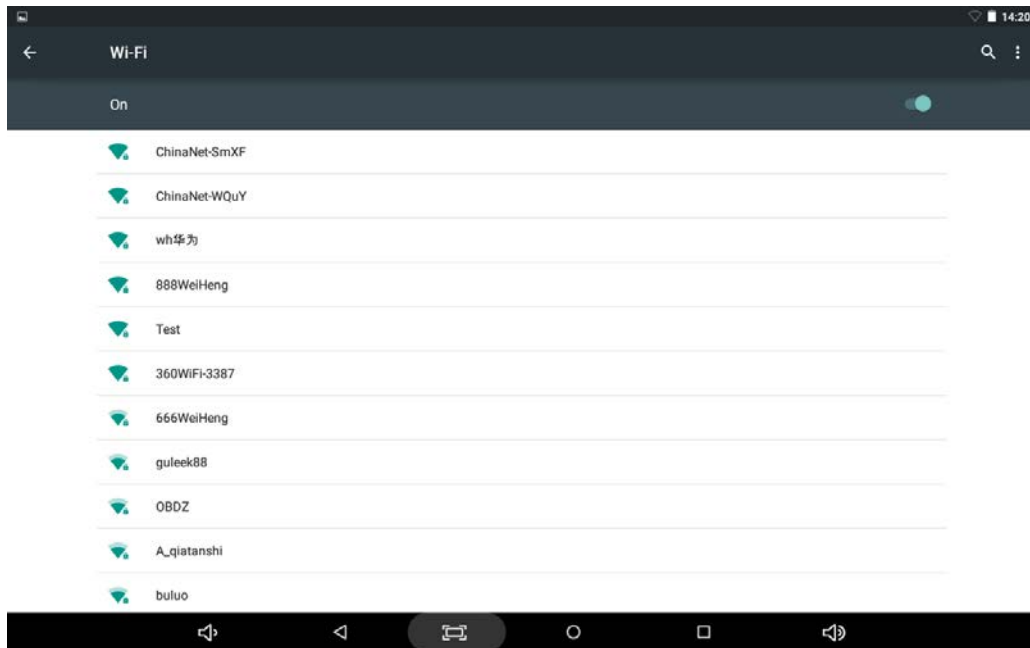 14:20
Wi-Fi
On
ChinaNet-SmXF
ChinaNet-WQuY
wh华为
888WeiHeng
Test
360WiFi-3387
666WeiHeng
guleek88
OBDZ
A_qiatanshi
buluo